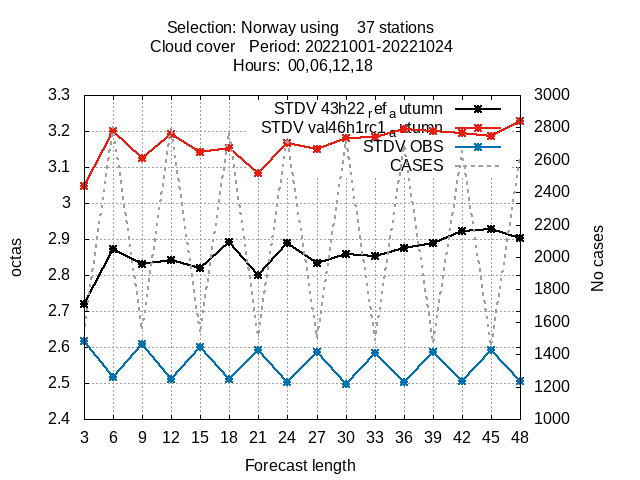 Selection: Norway using 37 stations
Cloud cover Period: 20221001-20221024
Hours: 00,06,12,18
3.3 3000
STDV 43h22ref autumn
3.2 2800
STDV val46h1rc1autumn
STDV OBS
CASES
3.1 2600
2400
3 2200
2.9 2000
octas No cases
2.8 1800
2.7 1600
2.6 1400
2.5 1200
2.4 1000
3 6 9 12 15 18 21 24 27 30 33 36 39 42 45 48
Forecast length